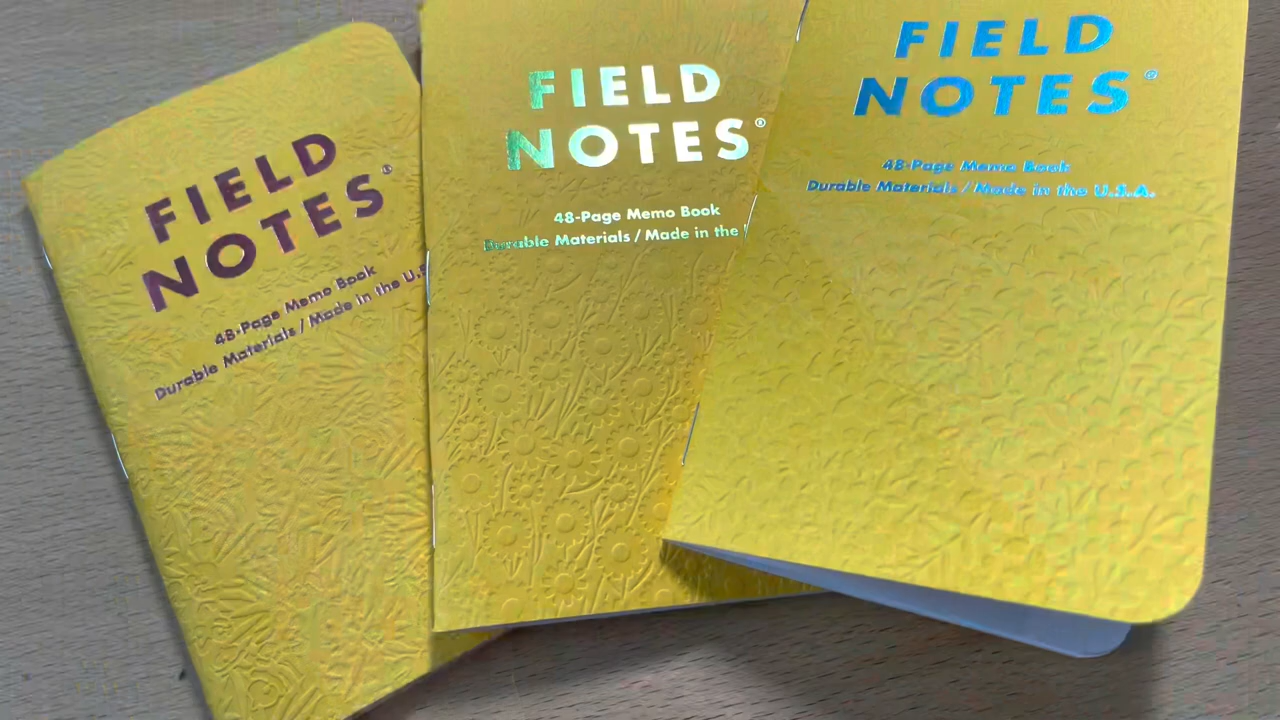 FIELD
NOTES®
48-Page Memo Book
Durable Materials / Made in the U.S
FIELD
NOTES®
48-Page Memo Book
Durable Materials / Made in the
FIELD
NOTES®
48-Page Memo Book
Durable Materials / Made in the U.S.A.